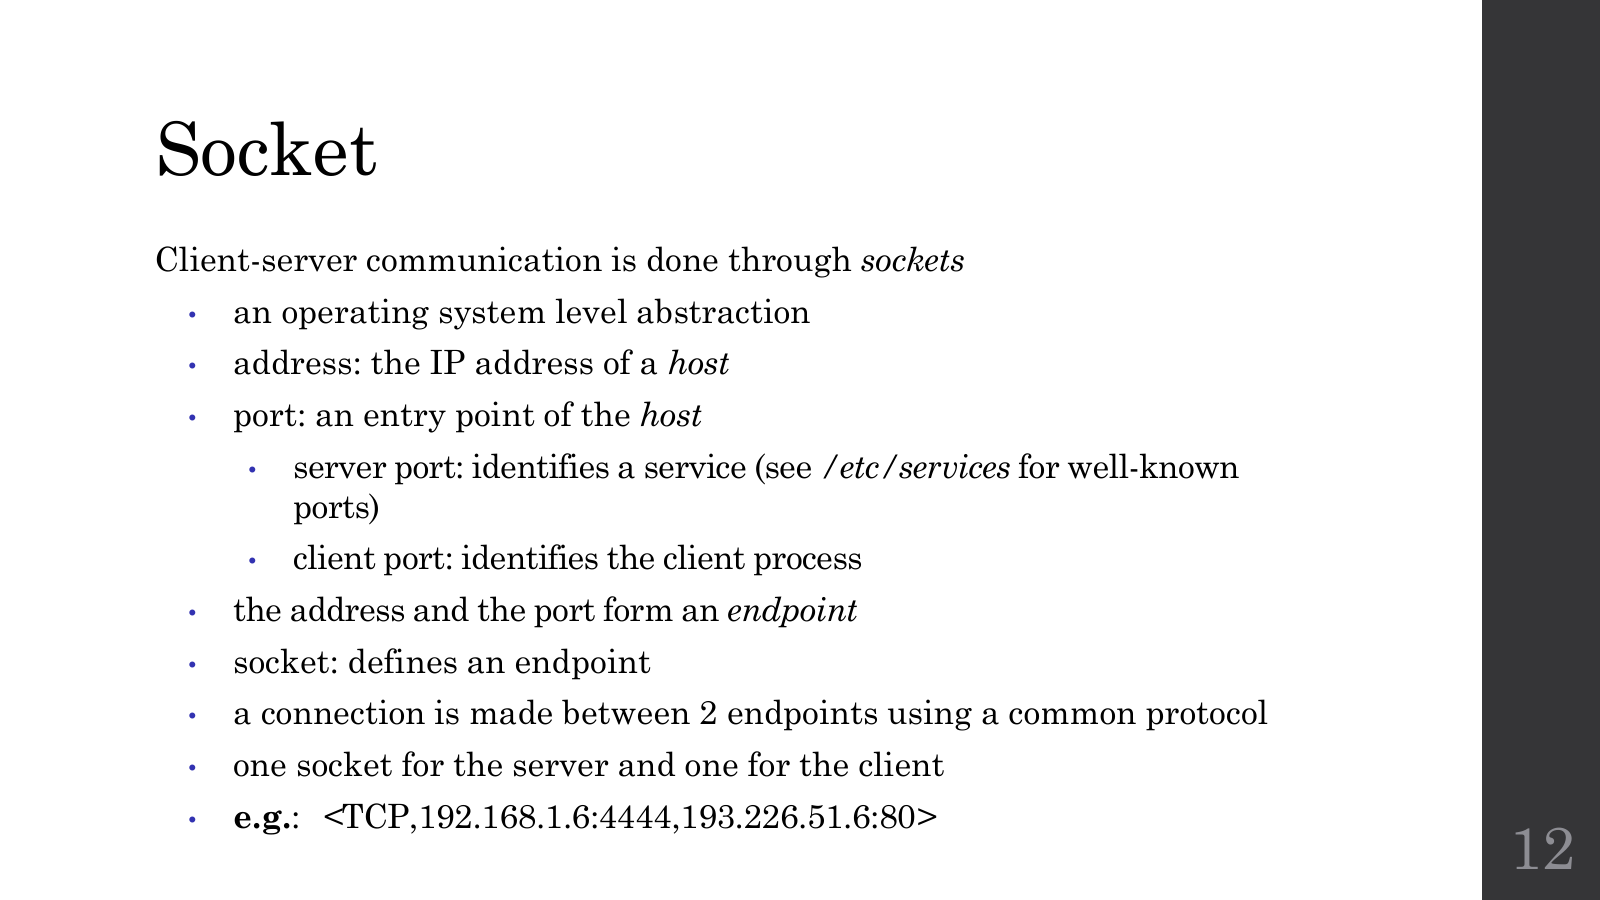 Socket
Client-server communication is done through sockets
• an operating system level abstraction
• address: the IP address of a host
• port: an entry point of the host
• server port: identifies a service (see /etc/services for well-known
ports)
• client port: identifies the client process
• the address and the port form an endpoint
• socket: defines an endpoint
• a connection is made between 2 endpoints using a common protocol
• one socket for the server and one for the client
• e.g.: <TCP,192.168.1.6:4444,193.226.51.6:80>
12